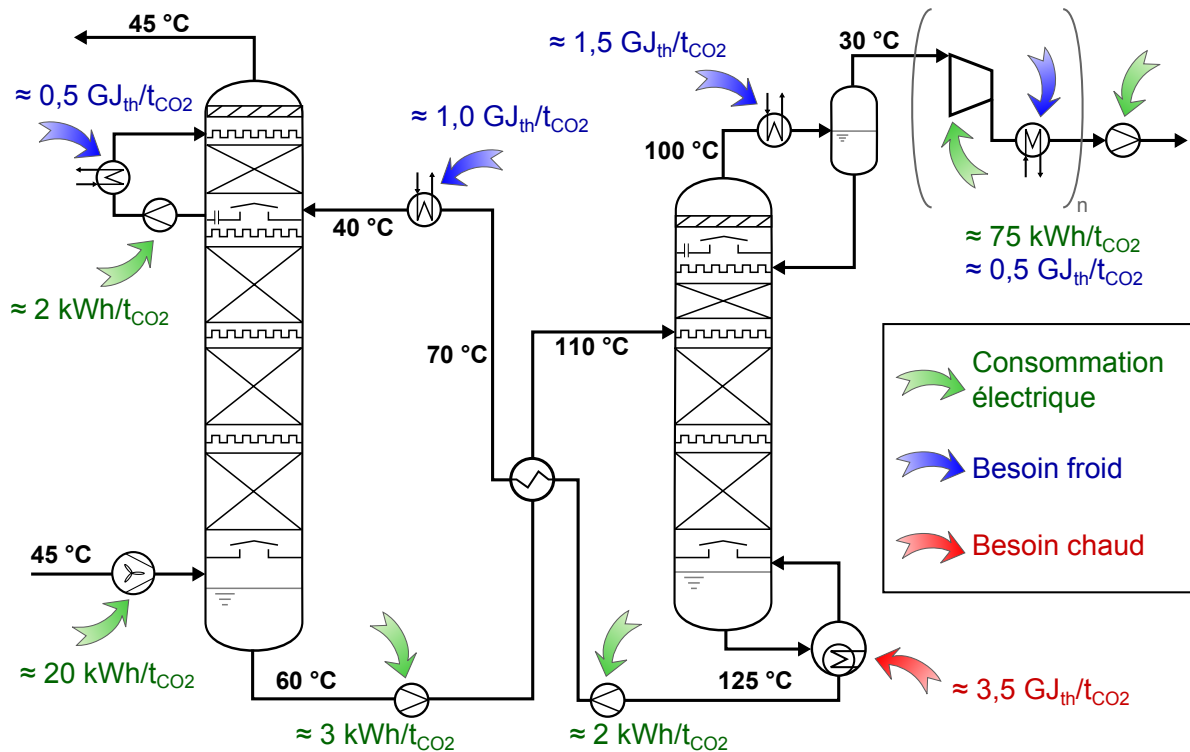 45 °C
≈ 0,5 GJth/tCO2
≈ 1,5 GJth/tCO2
30 °C
≈ 1,0 GJth/tCO2
100 °C
40 °C
n
≈ 2 kWh/tCO2
≈ 75 kWh/tCO2
≈ 0,5 GJth/tCO2
70 °C
110 °C
Consommation
électrique
Besoin froid
Besoin chaud
45 °C
≈ 20 kWh/tCO2
60 °C
125 °C
≈ 3,5 GJth/tCO2
≈ 3 kWh/tCO2
≈ 2 kWh/tCO2